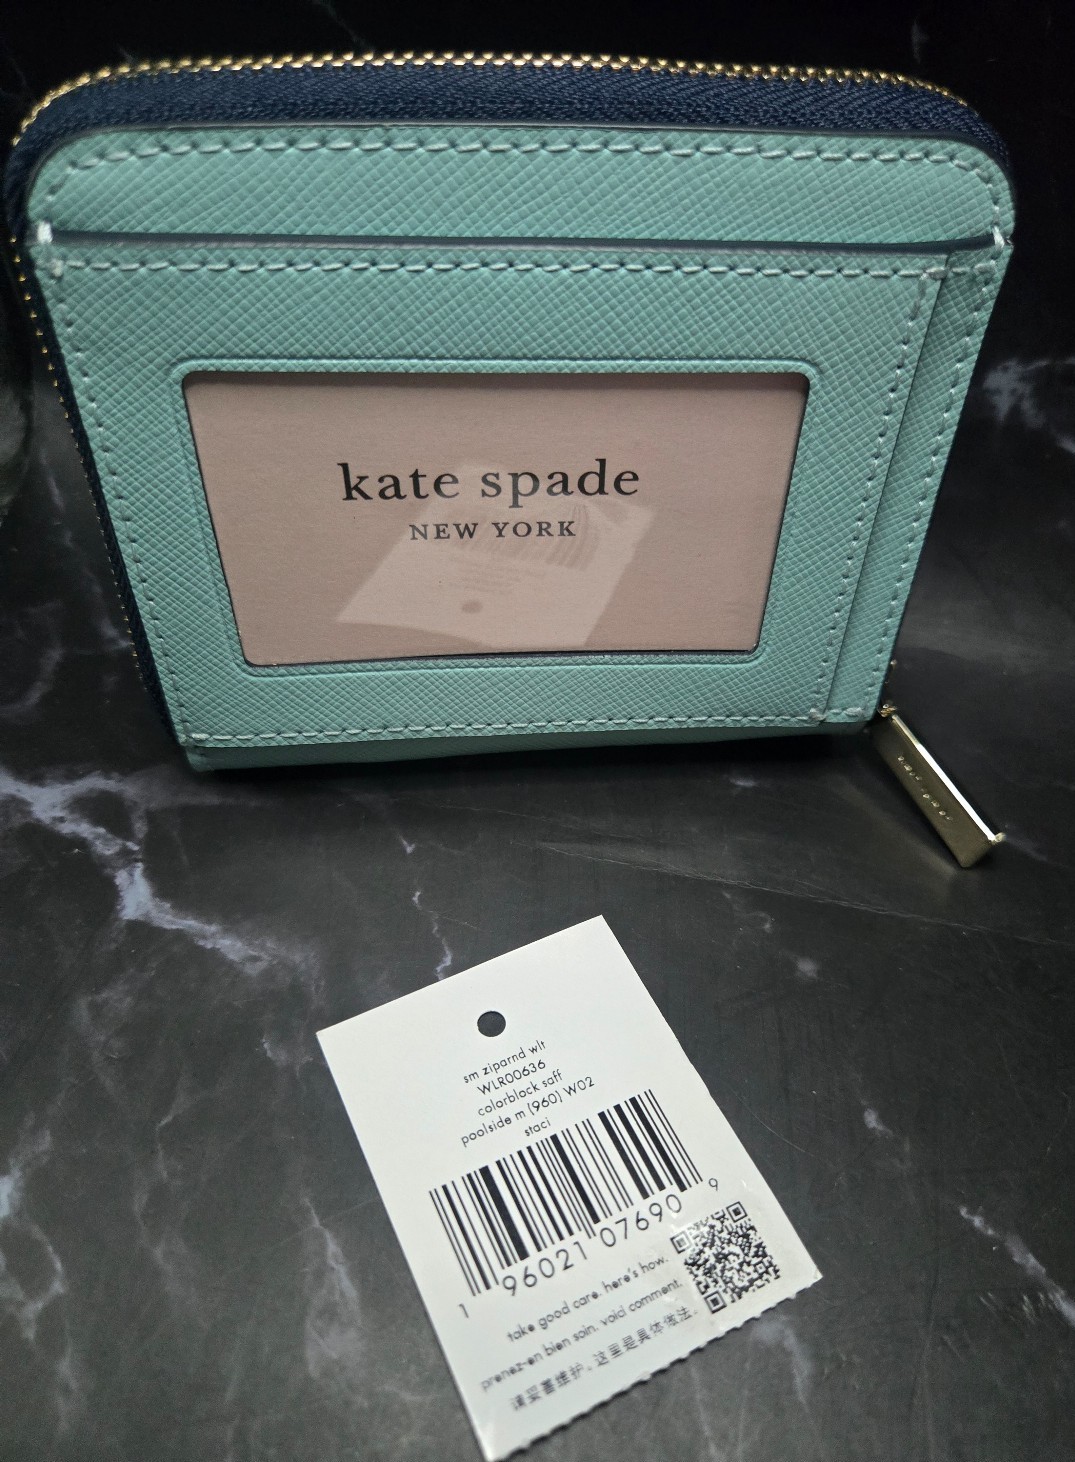 kate spade
NEW YORK
sm ziparnd wlt
WLR00636
colorblock saff
poolside m (960) W02
staci
1 96021 07690 9
take good care. here's how.
prenez-en bien soin. voici comment.
请妥善维护。这里是具体做法。